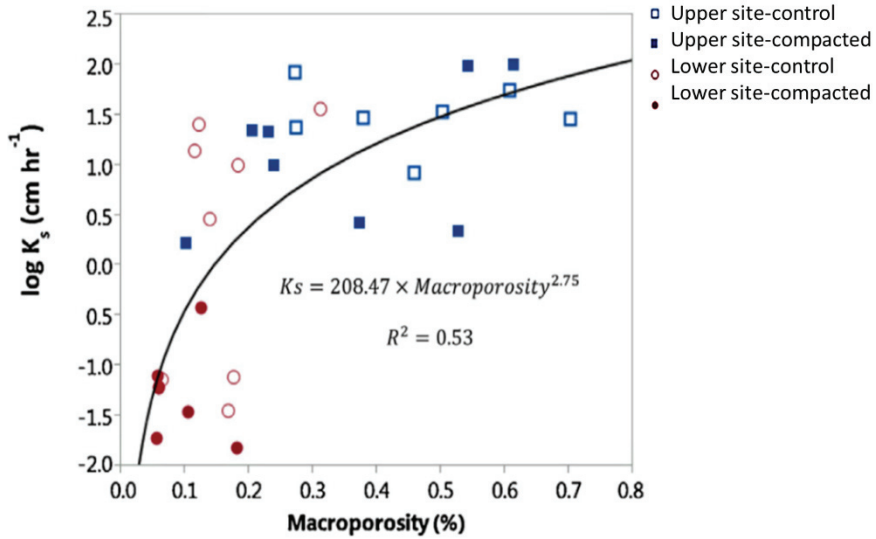 Upper site-control
Upper site-compacted
Lower site-control
Lower site-compacted
2.5
2.0
1.5
1.0
0.5
0.0
0.5
-1.0
-1.5
-2.0
log Ks (cm hr-1)
Ks = 208.47 × Macroporosity2.75
R2 = 0.53
0.0 0.1 0.2 0.3 0.4 0.5 0.6 0.7 0.8
Macroporosity (%)